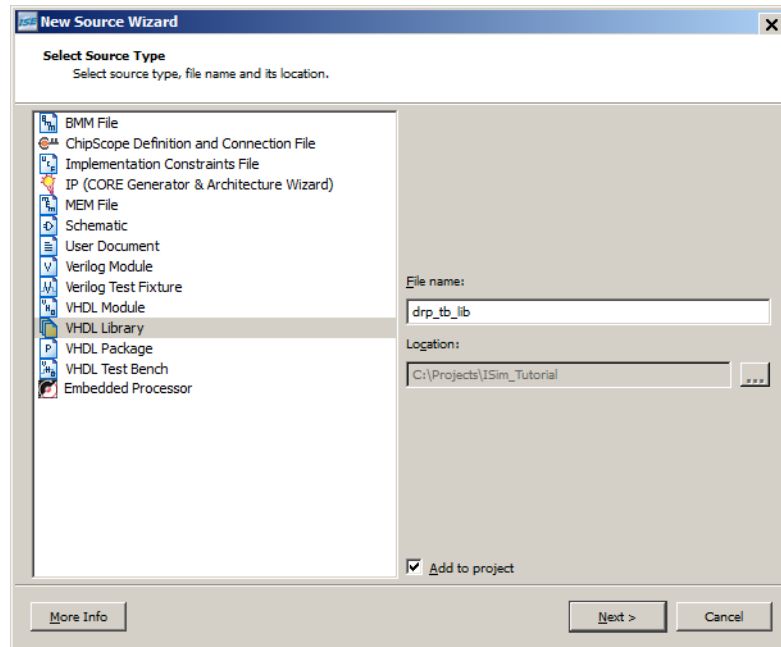 ISE New Source Wizard
Select Source Type
Select source type, file name and its location.
BMM File
ChipScope Definition and Connection File
Implementation Constraints File
IP (CORE Generator & Architecture Wizard)
MEM File
Schematic
User Document
Verilog Module
Verilog Test Fixture
VHDL Module
VHDL Library
VHDL Package
VHDL Test Bench
Embedded Processor
File name:
drp_tb_lib
Location:
C:\Projects\ISim_Tutorial
...
Add to project
More Info
Next >
Cancel